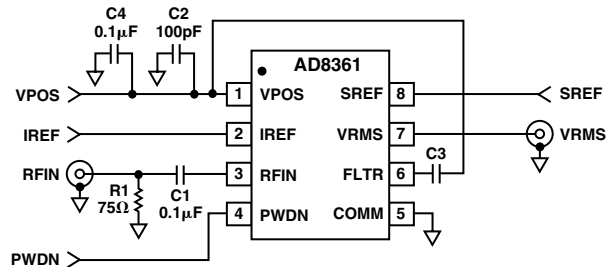 C4
0.1μF
C2
100pF
AD8361
VPOS
1
VPOS
SREF
8
SREF
IREF
2
IREF
VRMS
7
VRMS
C3
RFIN
3
RFIN
FLTR
6
R1
75Ω
C1
0.1μF
4
PWDN
COMM
5
PWDN